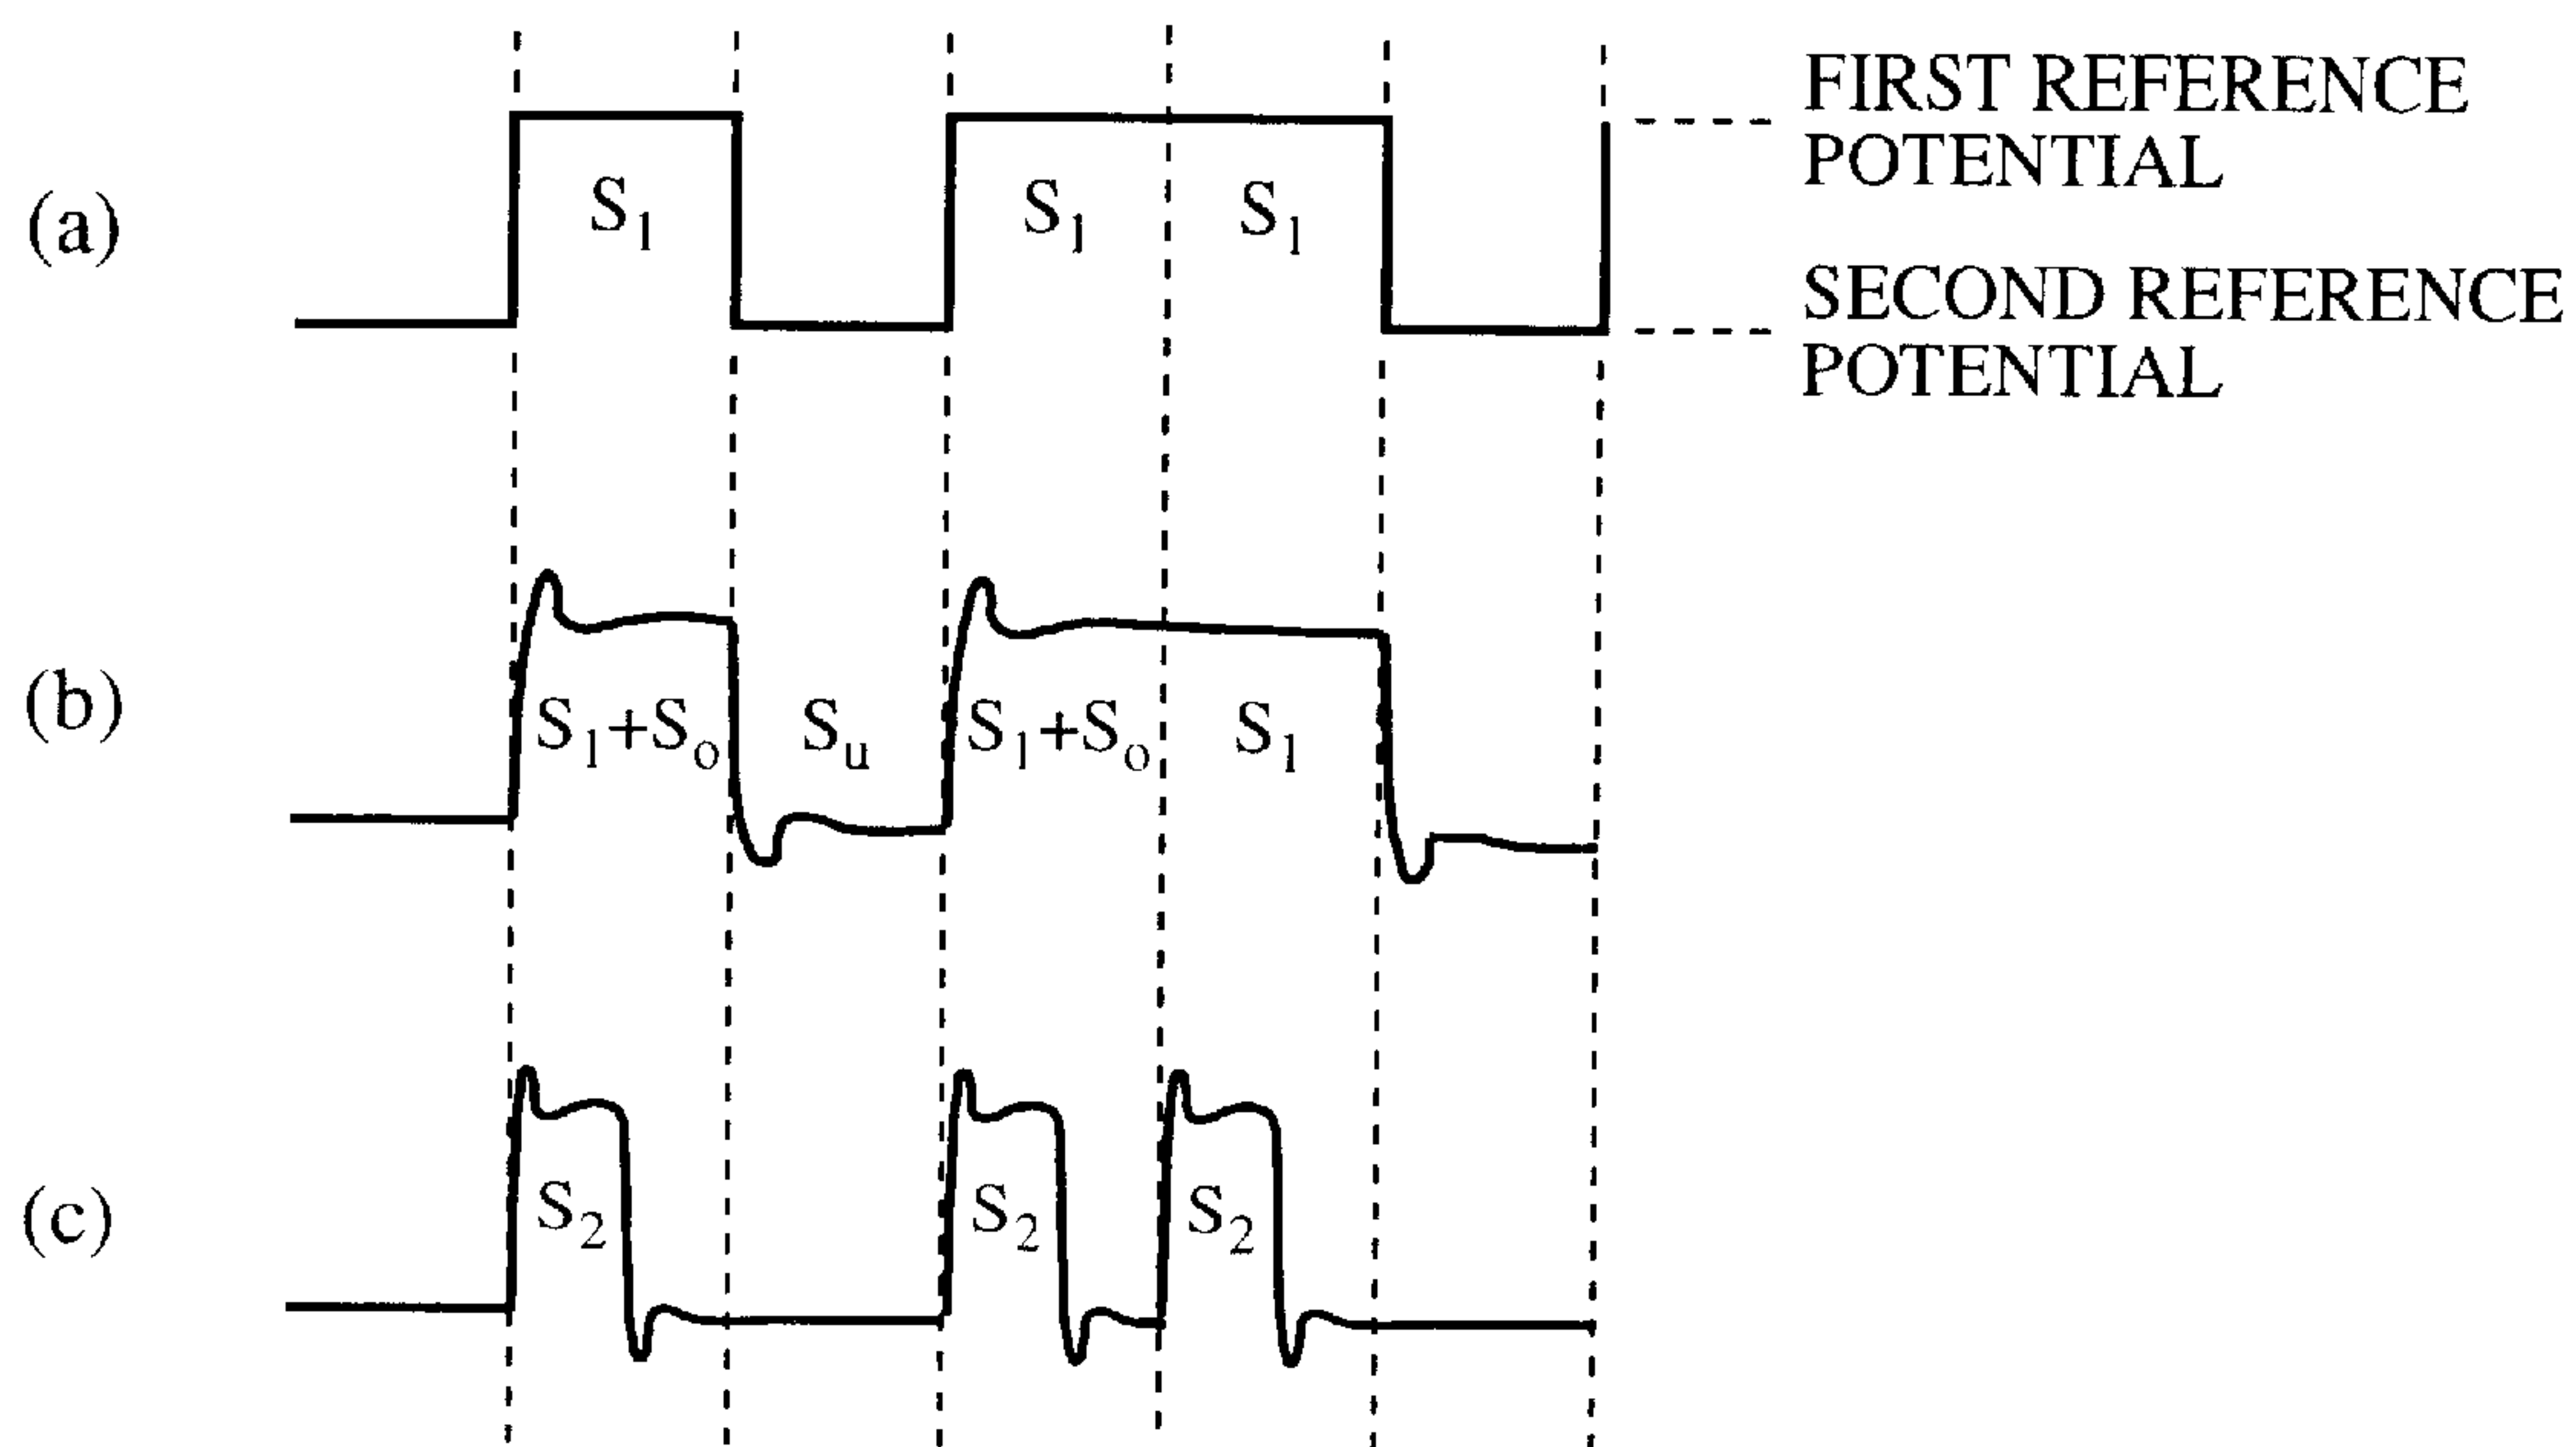 FIRST REFERENCE
POTENTIAL
(a) S₁ S₁ S₁
SECOND REFERENCE
POTENTIAL
(b) S₁+Sₒ Sᵤ S₁+Sₒ S₁
(c) S₂ S₂ S₂